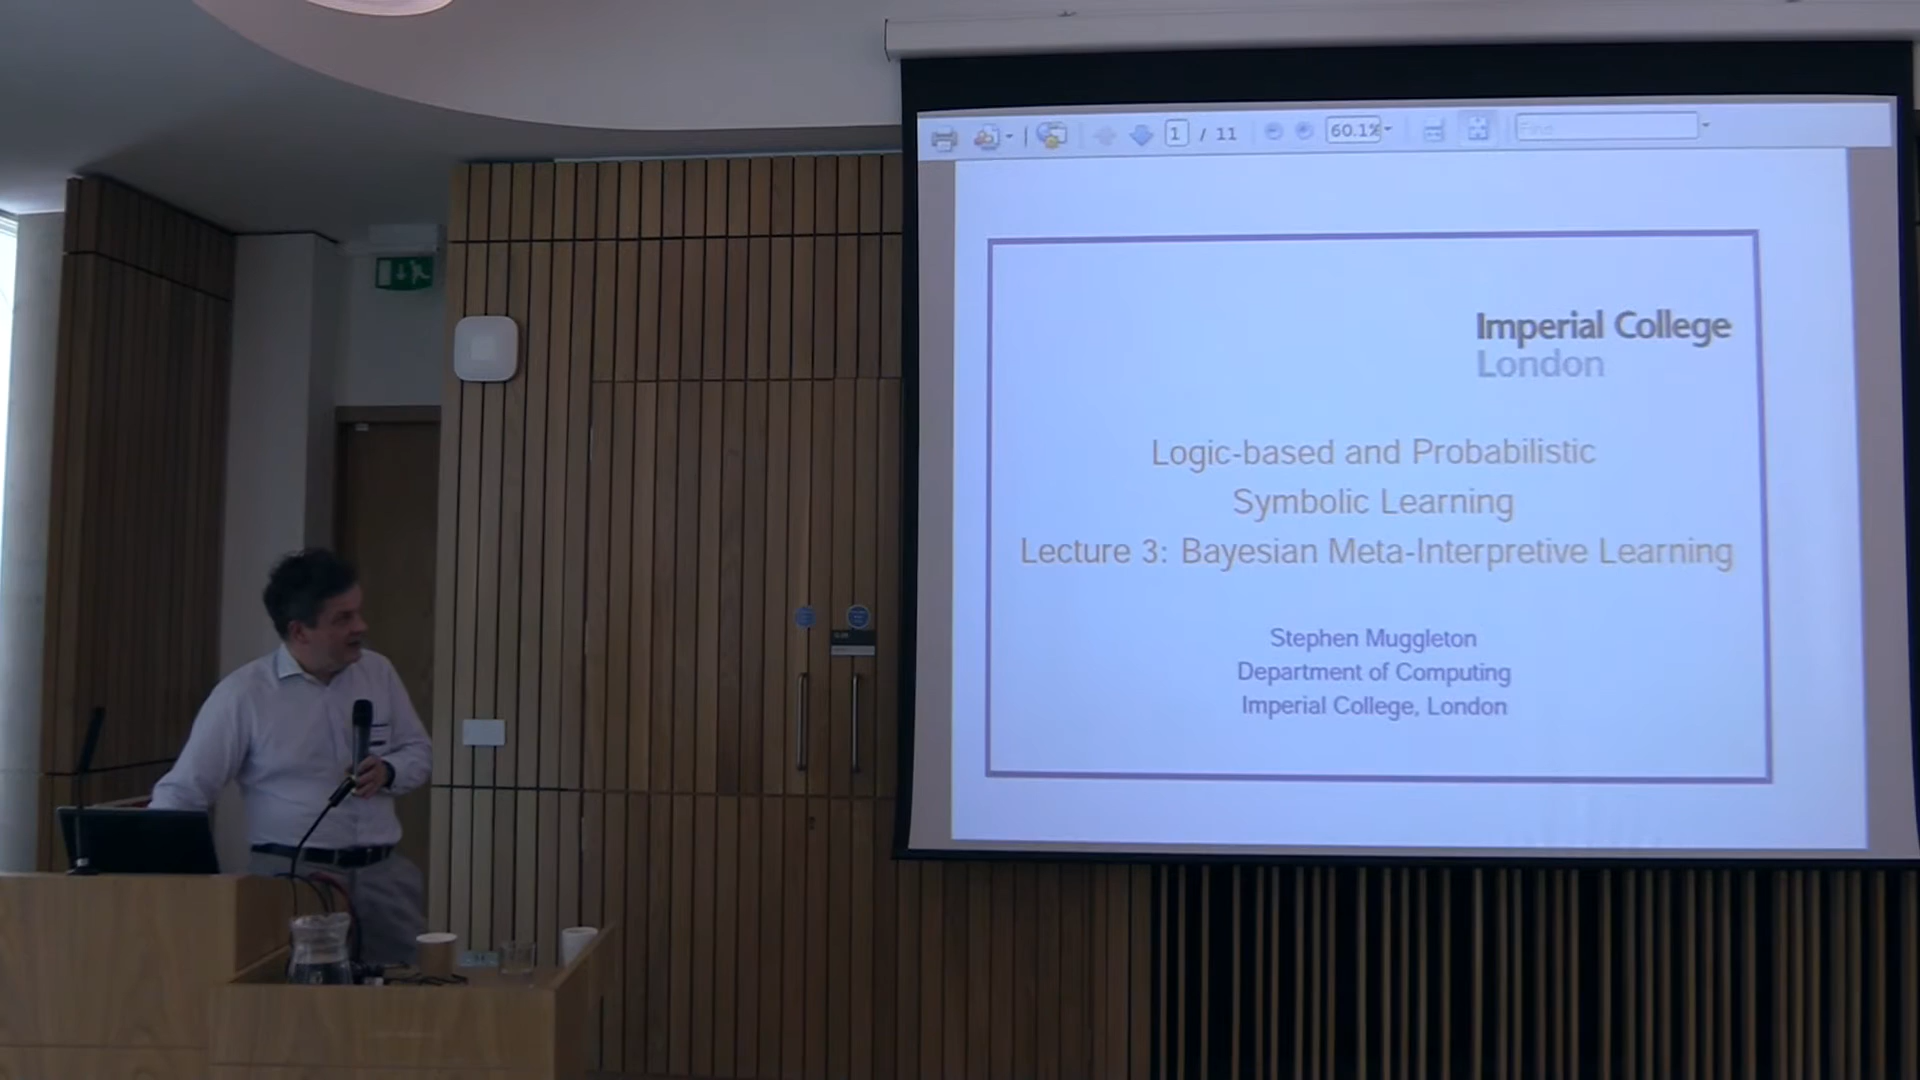 1 / 11
60.1%
Find
Imperial College
London
Logic-based and Probabilistic
Symbolic Learning
Lecture 3: Bayesian Meta-Interpretive Learning
Stephen Muggleton
Department of Computing
Imperial College, London